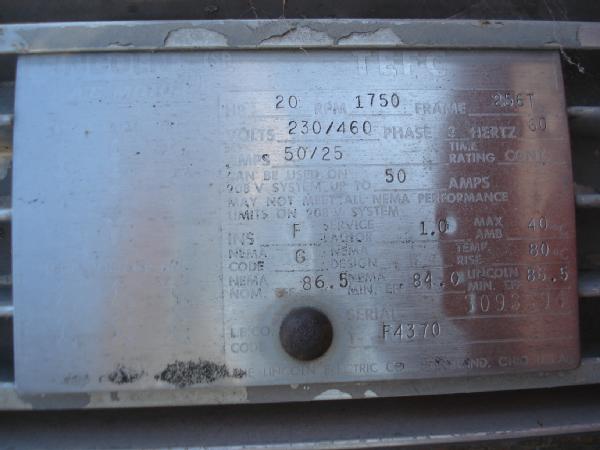 TEFC
HP 20 RPM 1750 FRAME 256T
VOLTS 230/460 PHASE 3 HERTZ 60
AMPS 50/25 TIME RATING CONT.
CAN BE USED ON 208 V SYSTEM UP TO 50 AMPS
MAY NOT MEET ALL NEMA PERFORMANCE
LIMITS ON 208 V SYSTEM
INS F SERVICE FACTOR 1.0 MAX AMB 40°C
NEMA CODE G NEMA DESIGN TEMP. RISE 80°C
NEMA NOM. EFF 86.5 NEMA MIN. EFF 84.0 LINCOLN MIN. EFF 86.5
SERIAL
L.E.CO. CODE F4370
THE LINCOLN ELECTRIC CO. CLEVELAND, OHIO U.S.A.